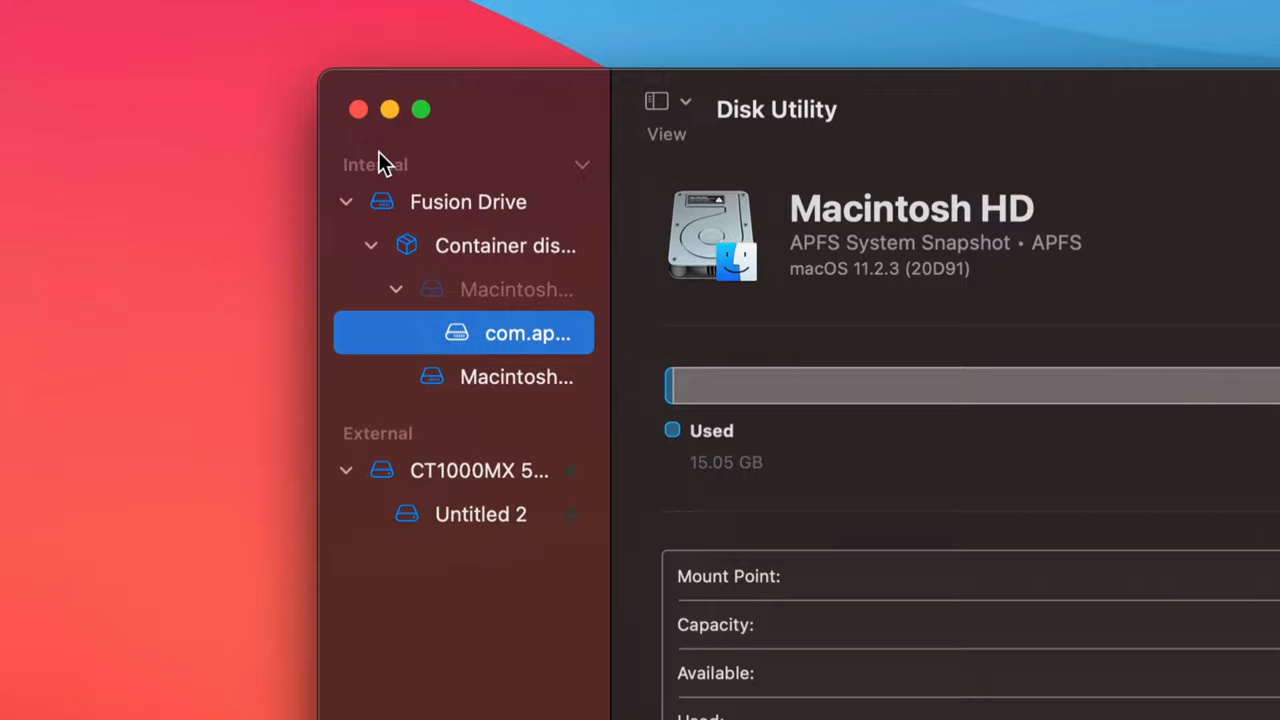 Disk Utility
View
Internal
Fusion Drive
Container dis...
Macintosh...
com.ap...
Macintosh...
External
CT1000MX 5...
Untitled 2
Macintosh HD
APFS System Snapshot • APFS
macOS 11.2.3 (20D91)
Used
15.05 GB
Mount Point:
Capacity:
Available:
Used: